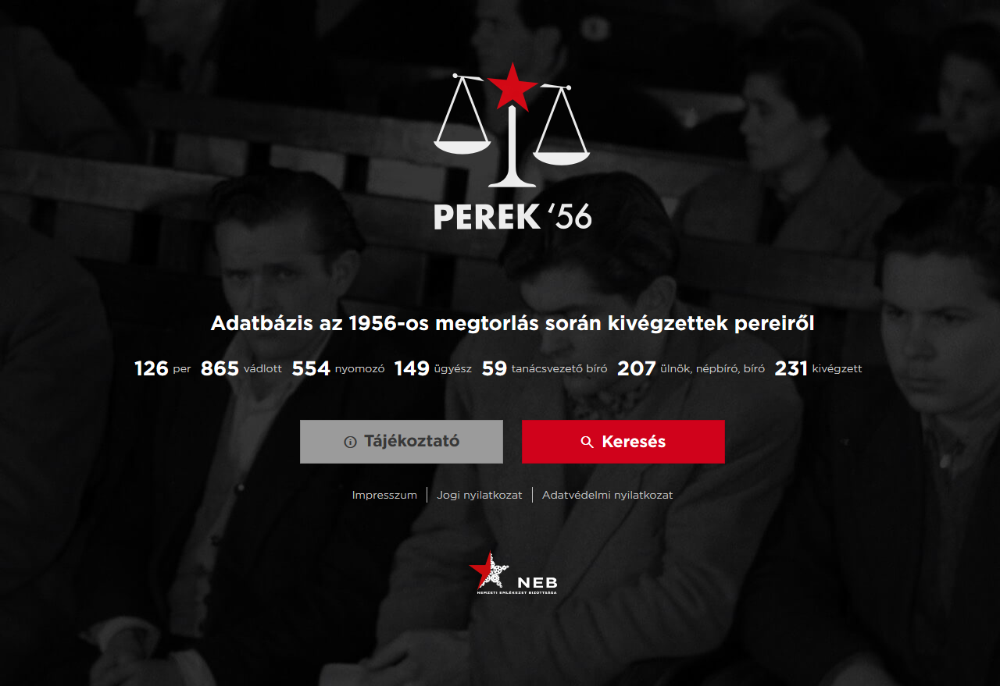 PEREK '56
Adatbázis az 1956-os megtorlás során kivégzettek pereiről
126 per 865 vádlott 554 nyomozó 149 ügyész 59 tanácsvezető bíró 207 ülnök, népbíró, bíró 231 kivégzett
Tájékoztató Keresés
Impresszum Jogi nyilatkozat Adatvédelmi nyilatkozat
NEB
NEMZETI EMLÉKEZET BIZOTTSÁGA